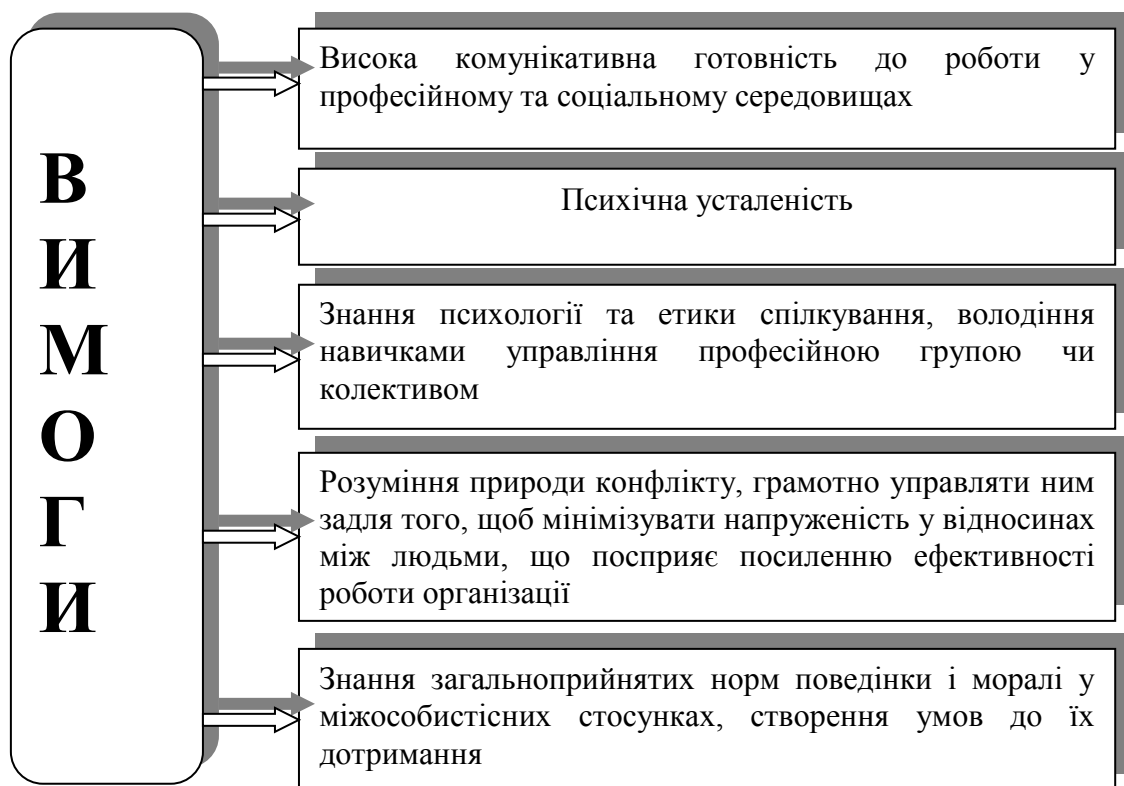 ВИМОГИ
Висока комунікативна готовність до роботи у
професійному та соціальному середовищах
Психічна усталеність
Знання психології та етики спілкування, володіння
навичками управління професійною групою чи
колективом
Розуміння природи конфлікту, грамотно управляти ним
задля того, щоб мінімізувати напруженість у відносинах
між людьми, що посприяє посиленню ефективності
роботи організації
Знання загальноприйнятих норм поведінки і моралі у
міжособистісних стосунках, створення умов до їх
дотримання